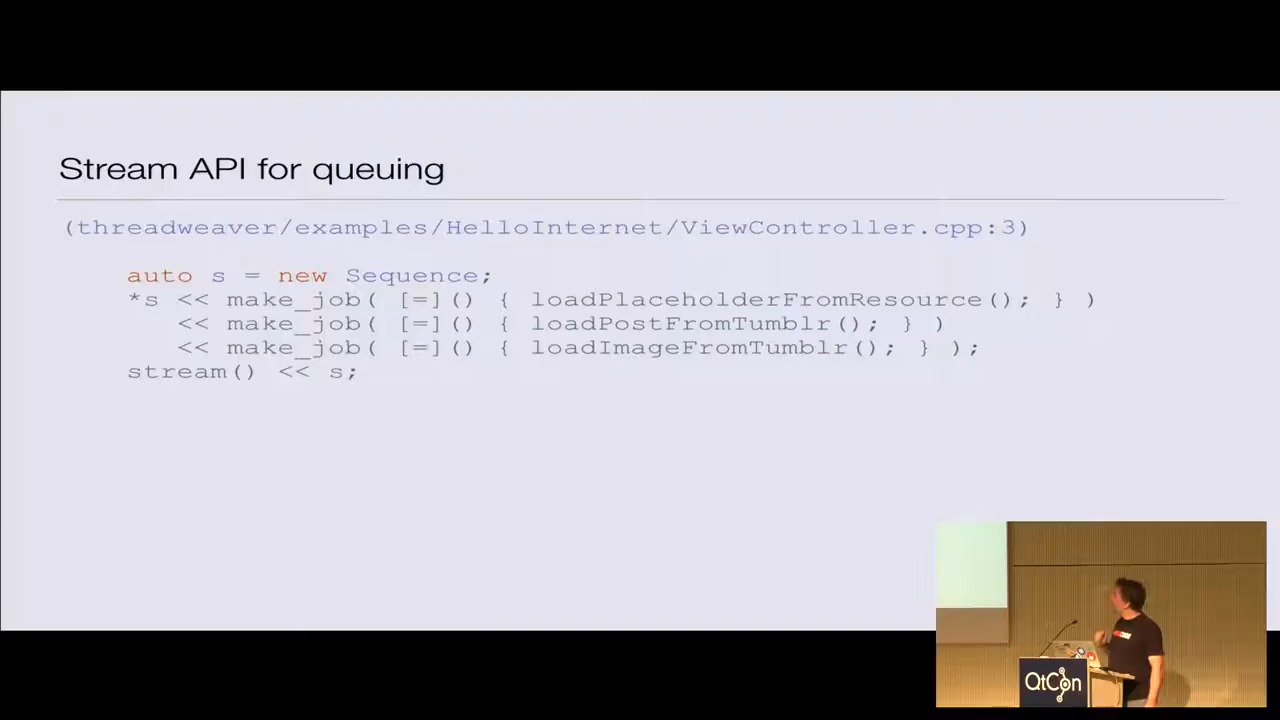 Stream API for queuing
(threadweaver/examples/HelloInternet/ViewController.cpp:3)
auto s = new Sequence;
*s << make_job( [=]() { loadPlaceholderFromResource(); } )
<< make_job( [=]() { loadPostFromTumblr(); } )
<< make_job( [=]() { loadImageFromTumblr(); } );
stream() << s;
QtCon